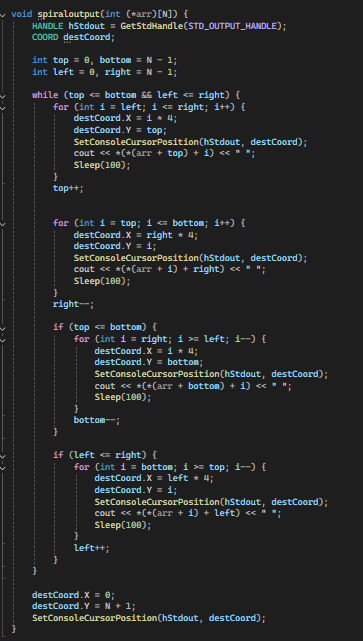 void spiraloutput(int (*arr)[N]) {
    HANDLE hStdout = GetStdHandle(STD_OUTPUT_HANDLE);
    COORD destCoord;

    int top = 0, bottom = N - 1;
    int left = 0, right = N - 1;

    while (top <= bottom && left <= right) {
        for (int i = left; i <= right; i++) {
            destCoord.X = i * 4;
            destCoord.Y = top;
            SetConsoleCursorPosition(hStdout, destCoord);
            cout << *(*(arr + top) + i) << " ";
            Sleep(100);
        }
        top++;


        for (int i = top; i <= bottom; i++) {
            destCoord.X = right * 4;
            destCoord.Y = i;
            SetConsoleCursorPosition(hStdout, destCoord);
            cout << *(*(arr + i) + right) << " ";
            Sleep(100);
        }
        right--;

        if (top <= bottom) {
            for (int i = right; i >= left; i--) {
                destCoord.X = i * 4;
                destCoord.Y = bottom;
                SetConsoleCursorPosition(hStdout, destCoord);
                cout << *(*(arr + bottom) + i) << " ";
                Sleep(100);
            }
            bottom--;
        }

        if (left <= right) {
            for (int i = bottom; i >= top; i--) {
                destCoord.X = left * 4;
                destCoord.Y = i;
                SetConsoleCursorPosition(hStdout, destCoord);
                cout << *(*(arr + i) + left) << " ";
                Sleep(100);
            }
            left++;
        }
    }

    destCoord.X = 0;
    destCoord.Y = N + 1;
    SetConsoleCursorPosition(hStdout, destCoord);
}